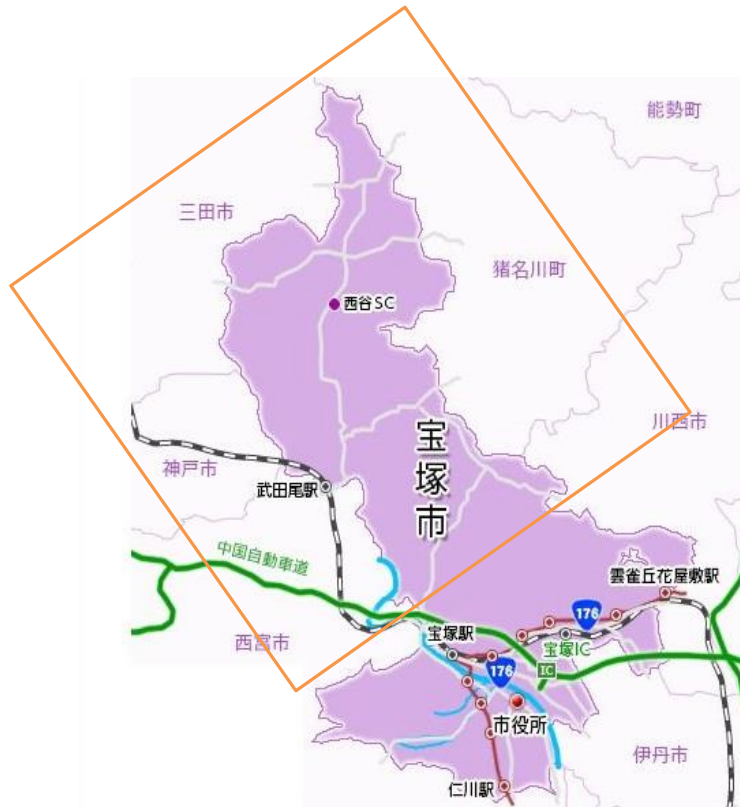 能勢町
三田市
猪名川町
西谷SC
川西市
宝塚市
神戸市
武田尾駅
中国自動車道
雲雀丘花屋敷駅
176
西宮市
宝塚駅
宝塚IC
176
IC
市役所
伊丹市
仁川駅